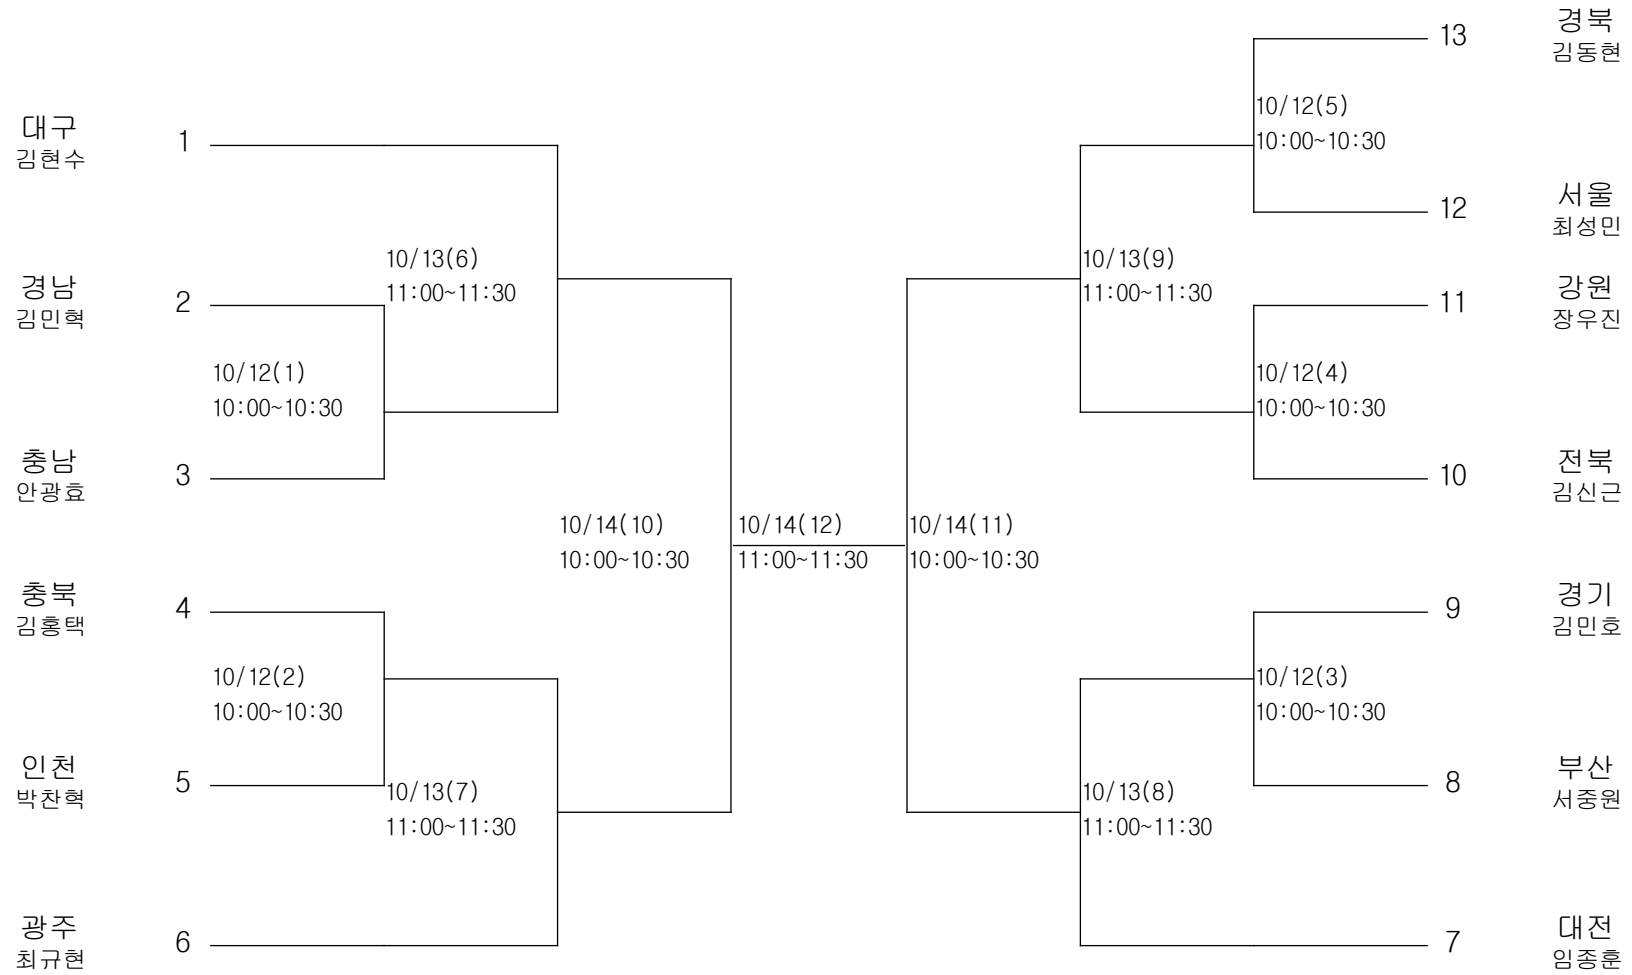 대구
김현수
1
경남
김민혁
2
10/12(1)
10:00~10:30
충남
안광효
3
10/13(6)
11:00~11:30
충북
김홍택
4
10/12(2)
10:00~10:30
인천
박찬혁
5
10/13(7)
11:00~11:30
광주
최규현
6
10/14(10)
10:00~10:30
10/14(12)
11:00~11:30
10/14(11)
10:00~10:30
13
경북
김동현
10/12(5)
10:00~10:30
12
서울
최성민
10/13(9)
11:00~11:30
11
강원
장우진
10/12(4)
10:00~10:30
10
전북
김신근
9
경기
김민호
10/12(3)
10:00~10:30
8
부산
서중원
10/13(8)
11:00~11:30
7
대전
임종훈